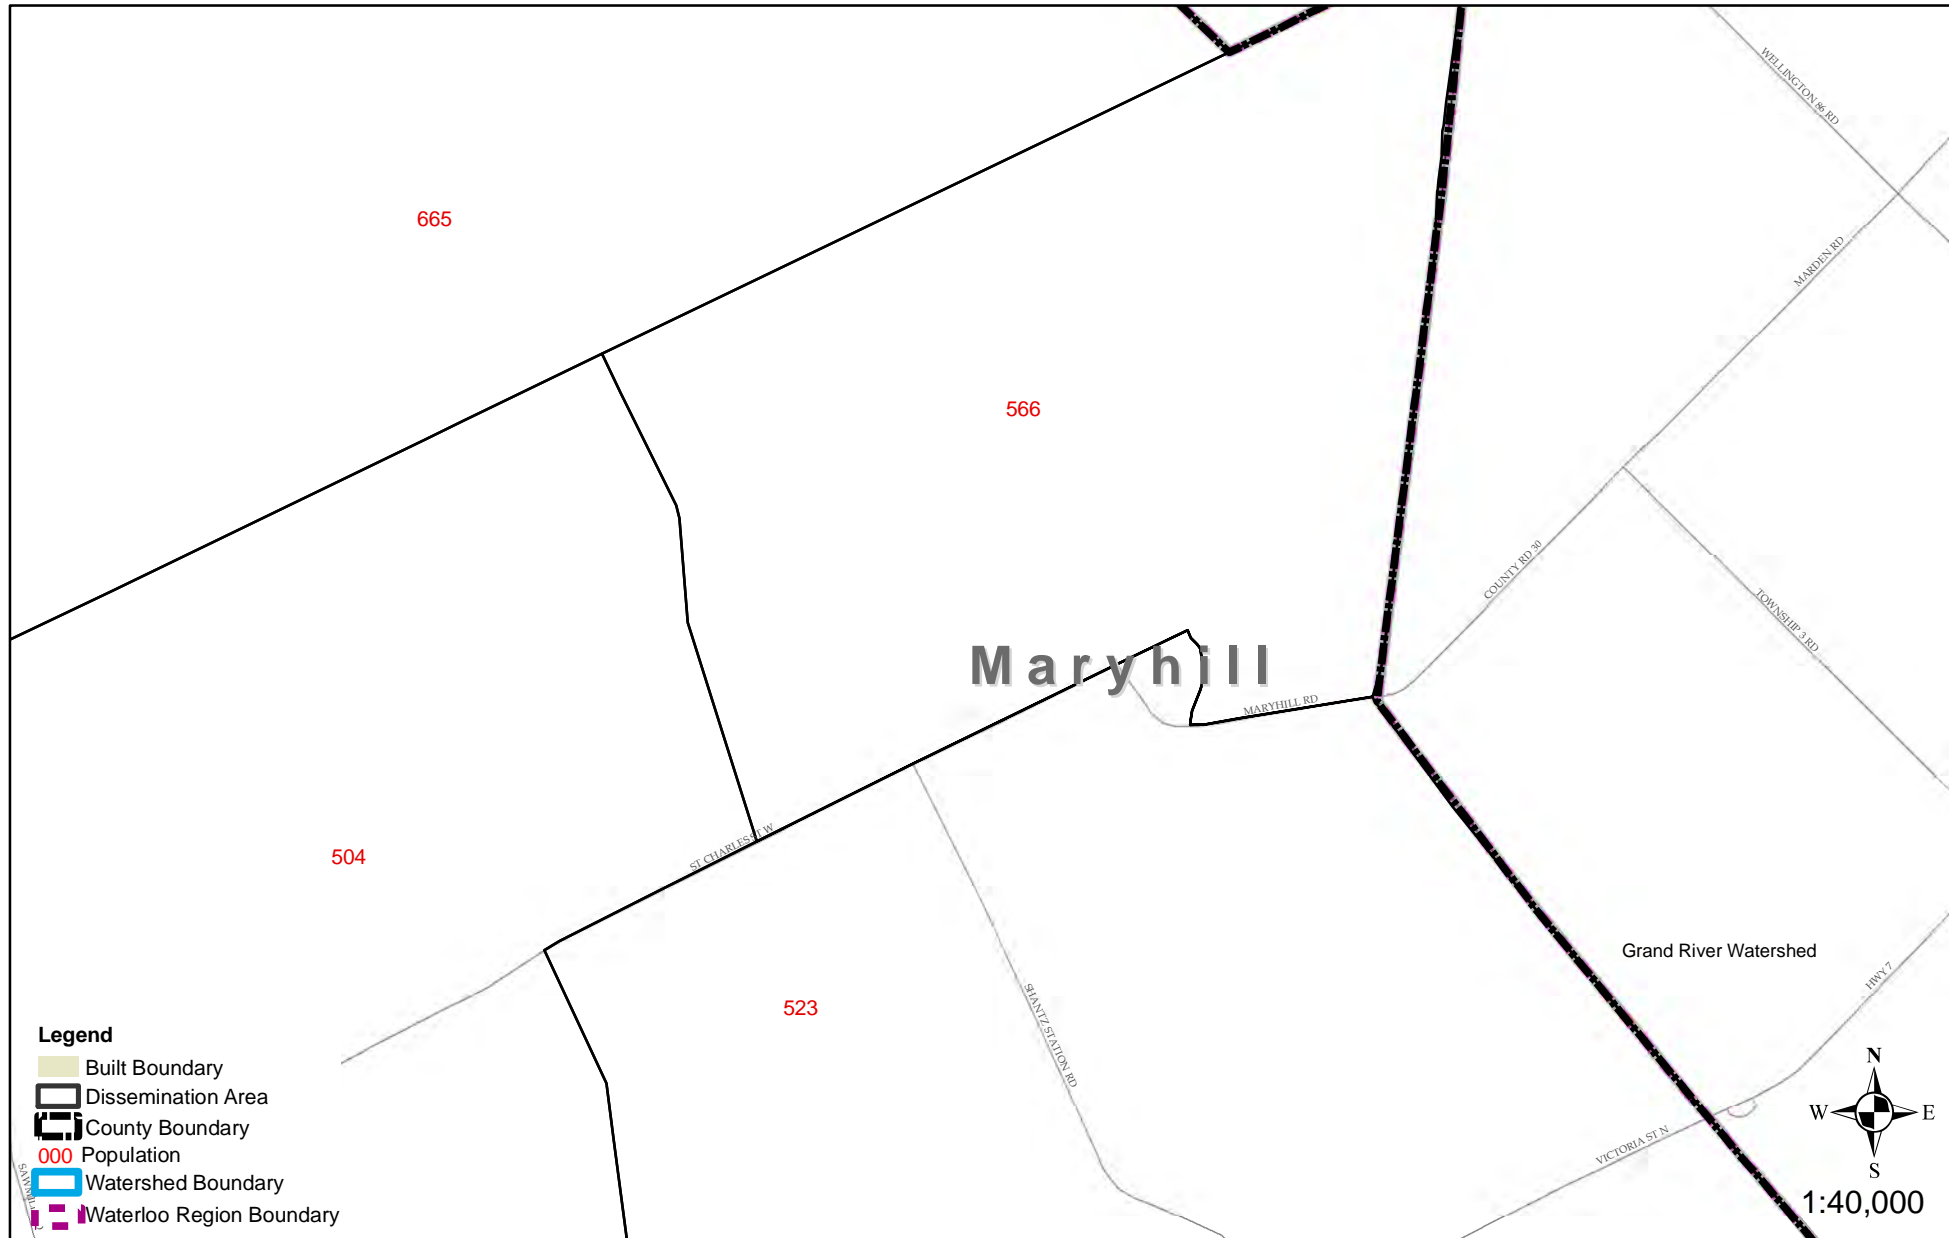 WELLINGTON 86 RD
665
MARDEN RD
566
COUNTY RD 30
TOWNSHIP 3 RD
Maryhill
MARYHILL RD
ST CHARLES ST W
504
Grand River Watershed
HWY 7
523
SHANTZ STATION RD
Legend
Built Boundary
Dissemination Area
County Boundary
000 Population
Watershed Boundary
Waterloo Region Boundary
VICTORIA ST N
N
W E
S
1:40,000